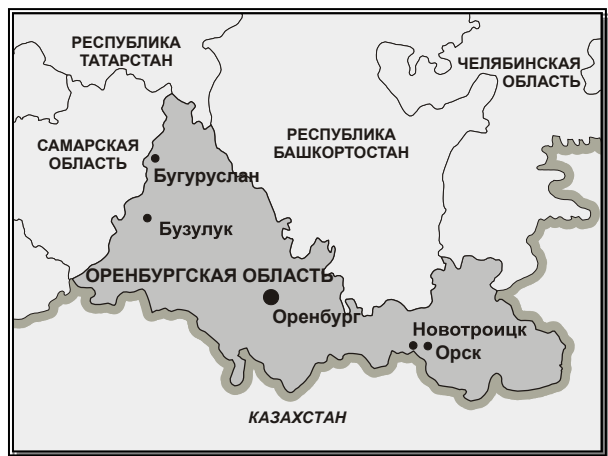 РЕСПУБЛИКА
ТАТАРСТАН
ЧЕЛЯБИНСКАЯ
ОБЛАСТЬ
САМАРСКАЯ
ОБЛАСТЬ
РЕСПУБЛИКА
БАШКОРТОСТАН
Бугуруслан
Бузулук
ОРЕНБУРГСКАЯ ОБЛАСТЬ
Оренбург
Новотроицк
Орск
КАЗАХСТАН